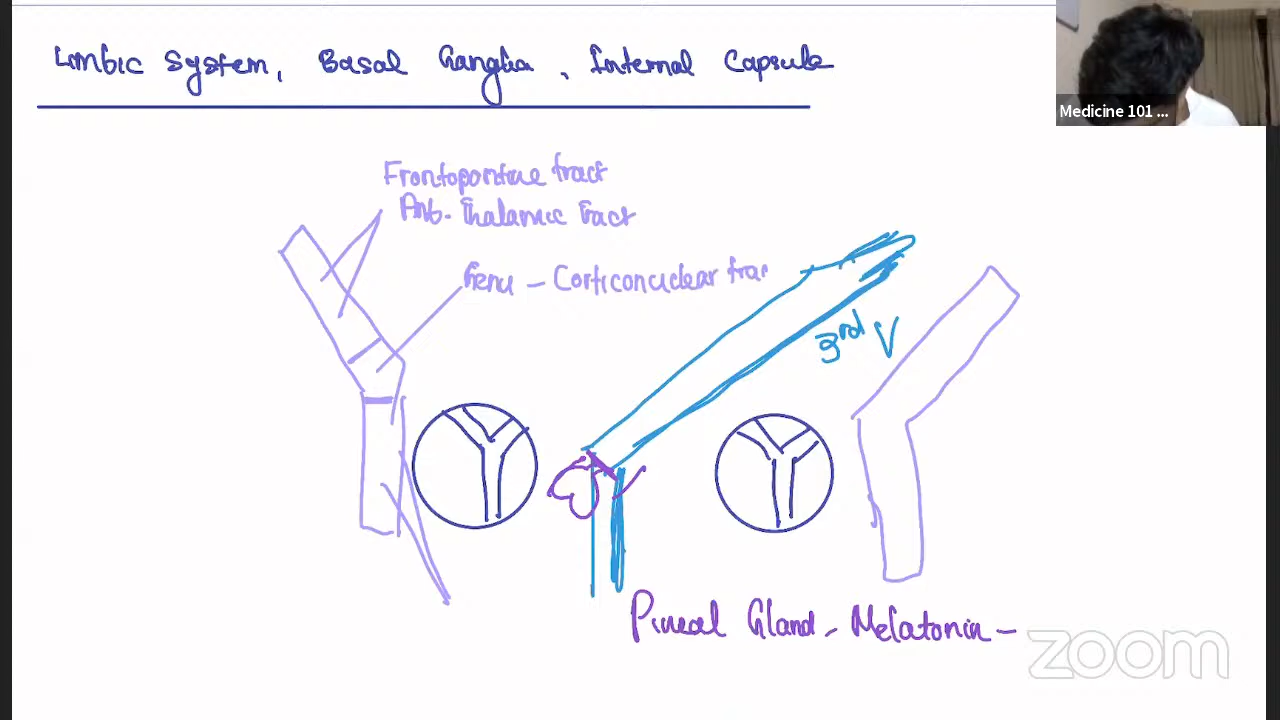 Limbic System, Basal Ganglia, Internal Capsule
Medicine 101 ...
Frontopontine tract
Ant. Thalamic Tract
Genu - Corticonuclear trac
3rd V
Pineal Gland - Melatonin -
zoom